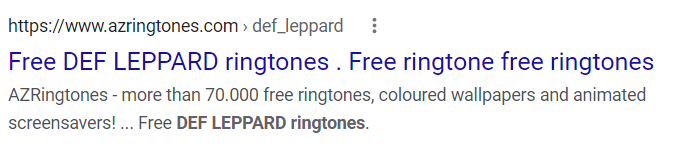 https://www.azringtones.com › def_leppard
Free DEF LEPPARD ringtones . Free ringtone free ringtones
AZRingtones - more than 70.000 free ringtones, coloured wallpapers and animated
screensavers! ... Free DEF LEPPARD ringtones.